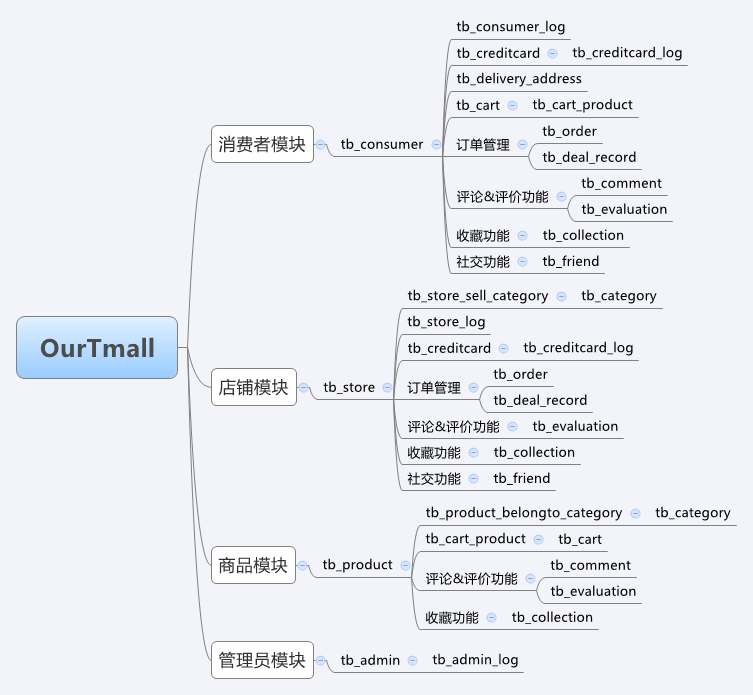 OurTmall
消费者模块
tb_consumer
tb_consumer_log
tb_creditcard
tb_creditcard_log
tb_delivery_address
tb_cart
tb_cart_product
订单管理
tb_order
tb_deal_record
评论&评价功能
tb_comment
tb_evaluation
收藏功能
tb_collection
社交功能
tb_friend
店铺模块
tb_store
tb_store_sell_category
tb_category
tb_store_log
tb_creditcard
tb_creditcard_log
订单管理
tb_order
tb_deal_record
评论&评价功能
tb_evaluation
收藏功能
tb_collection
社交功能
tb_friend
商品模块
tb_product
tb_product_belongto_category
tb_category
tb_cart_product
tb_cart
评论&评价功能
tb_comment
tb_evaluation
收藏功能
tb_collection
管理员模块
tb_admin
tb_admin_log